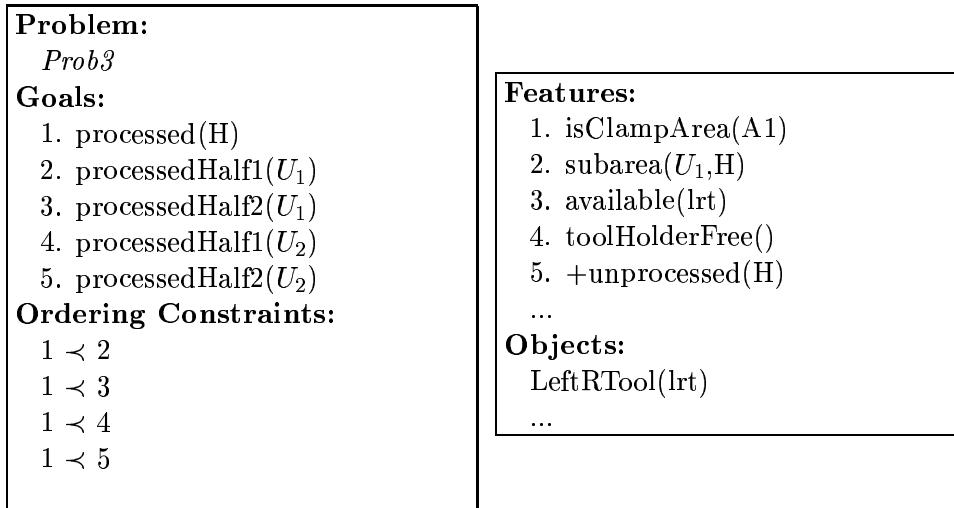 Problem:
Prob3
Goals:
1. processed(H)
2. processedHalf1(U₁)
3. processedHalf2(U₁)
4. processedHalf1(U₂)
5. processedHalf2(U₂)
Ordering Constraints:
1 ≺ 2
1 ≺ 3
1 ≺ 4
1 ≺ 5
Features:
1. isClampArea(A1)
2. subarea(U₁,H)
3. available(lrt)
4. toolHolderFree()
5. +unprocessed(H)
...
Objects:
LeftRTool(lrt)
...